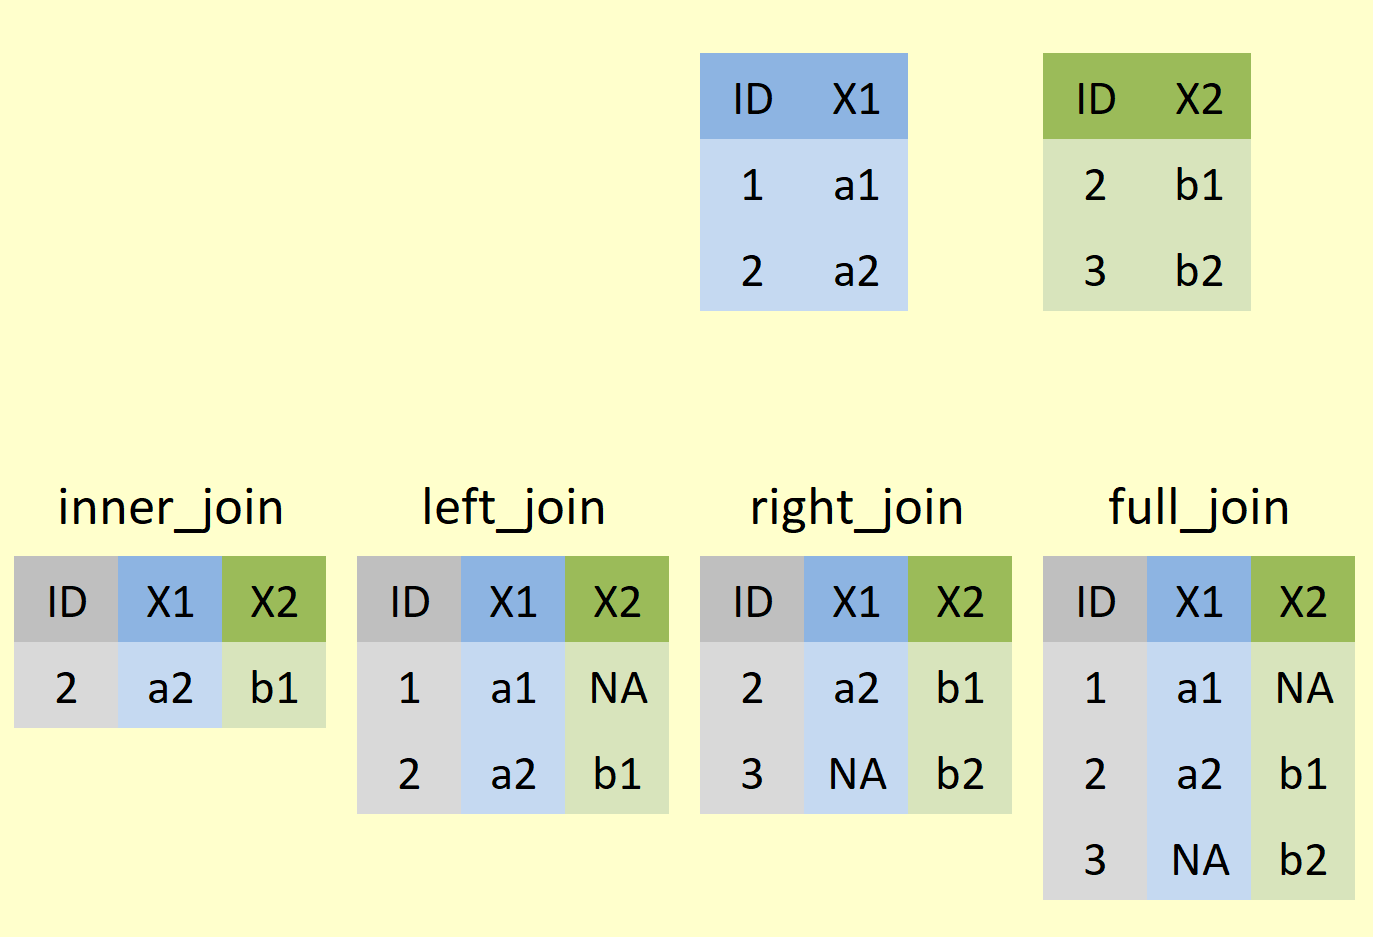 ID X1
1 a1
2 a2
ID X2
2 b1
3 b2
inner_join
ID X1 X2
2 a2 b1
left_join
ID X1 X2
1 a1 NA
2 a2 b1
right_join
ID X1 X2
2 a2 b1
3 NA b2
full_join
ID X1 X2
1 a1 NA
2 a2 b1
3 NA b2